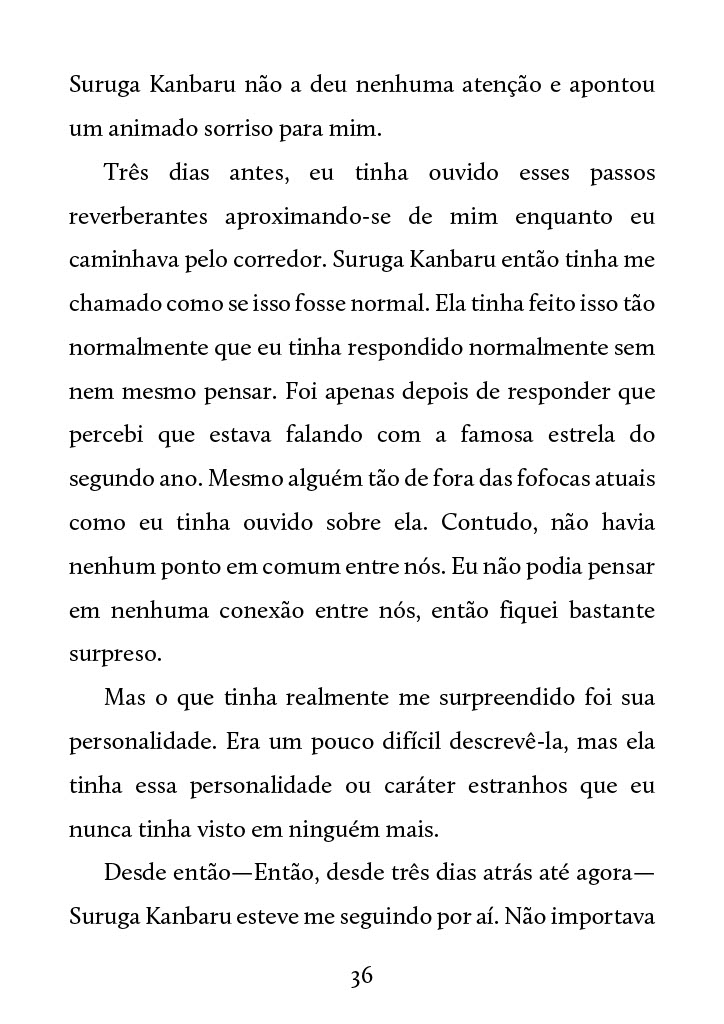 Suruga Kanbaru não a deu nenhuma atenção e apontou
um animado sorriso para mim.
Três dias antes, eu tinha ouvido esses passos
reverberantes aproximando-se de mim enquanto eu
caminhava pelo corredor. Suruga Kanbaru então tinha me
chamado como se isso fosse normal. Ela tinha feito isso tão
normalmente que eu tinha respondido normalmente sem
nem mesmo pensar. Foi apenas depois de responder que
percebi que estava falando com a famosa estrela do
segundo ano. Mesmo alguém tão de fora das fofocas atuais
como eu tinha ouvido sobre ela. Contudo, não havia
nenhum ponto em comum entre nós. Eu não podia pensar
em nenhuma conexão entre nós, então fiquei bastante
surpreso.
Mas o que tinha realmente me surpreendido foi sua
personalidade. Era um pouco difícil descrevê-la, mas ela
tinha essa personalidade ou caráter estranhos que eu
nunca tinha visto em ninguém mais.
Desde então—Então, desde três dias atrás até agora—
Suruga Kanbaru esteve me seguindo por aí. Não importava
36